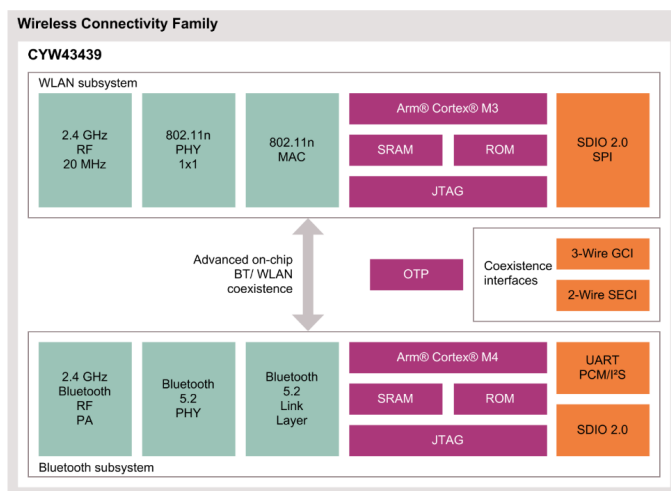 Wireless Connectivity Family
CYW43439
WLAN subsystem
2.4 GHz
RF
20 MHz
802.11n
PHY
1x1
802.11n
MAC
Arm® Cortex® M3
SRAM
ROM
JTAG
SDIO 2.0
SPI
Advanced on-chip
BT/ WLAN
coexistence
OTP
Coexistence
interfaces
3-Wire GCI
2-Wire SECI
2.4 GHz
Bluetooth
RF
PA
Bluetooth
5.2
PHY
Bluetooth
5.2
Link
Layer
Arm® Cortex® M4
SRAM
ROM
JTAG
UART
PCM/I²S
SDIO 2.0
Bluetooth subsystem